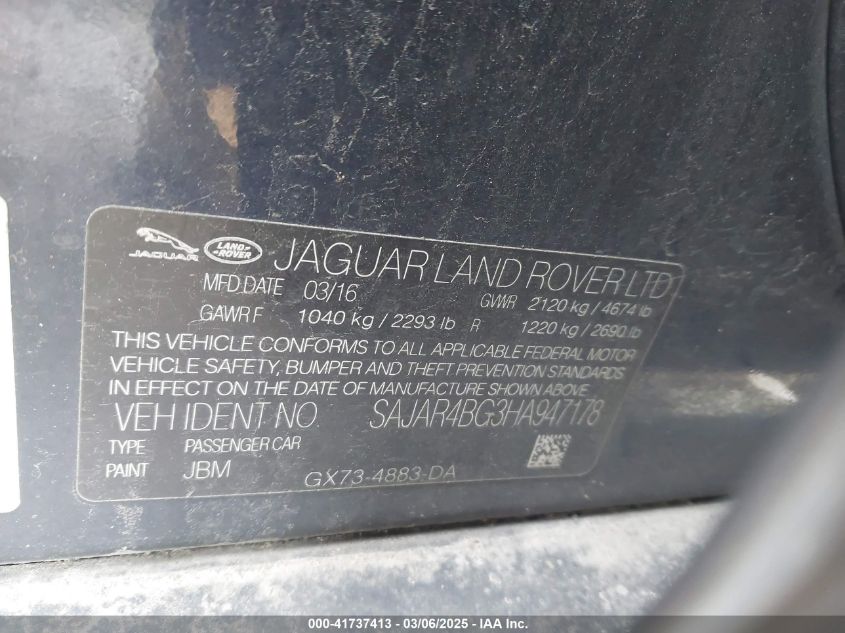 JAGUAR LAND ROVER JAGUAR LAND ROVER LTD
MFD.DATE 03/16 GVWR 2120 kg / 4674 lb
GAWR F 1040 kg / 2293 lb R 1220 kg / 2690 lb
THIS VEHICLE CONFORMS TO ALL APPLICABLE FEDERAL MOTOR
VEHICLE SAFETY, BUMPER AND THEFT PREVENTION STANDARDS
IN EFFECT ON THE DATE OF MANUFACTURE SHOWN ABOVE
VEH IDENT NO SAJAR4BG3HA947178
TYPE PASSENGER CAR
PAINT JBM
GX73-4883-DA
000-41737413 - 03/06/2025 - IAA Inc.